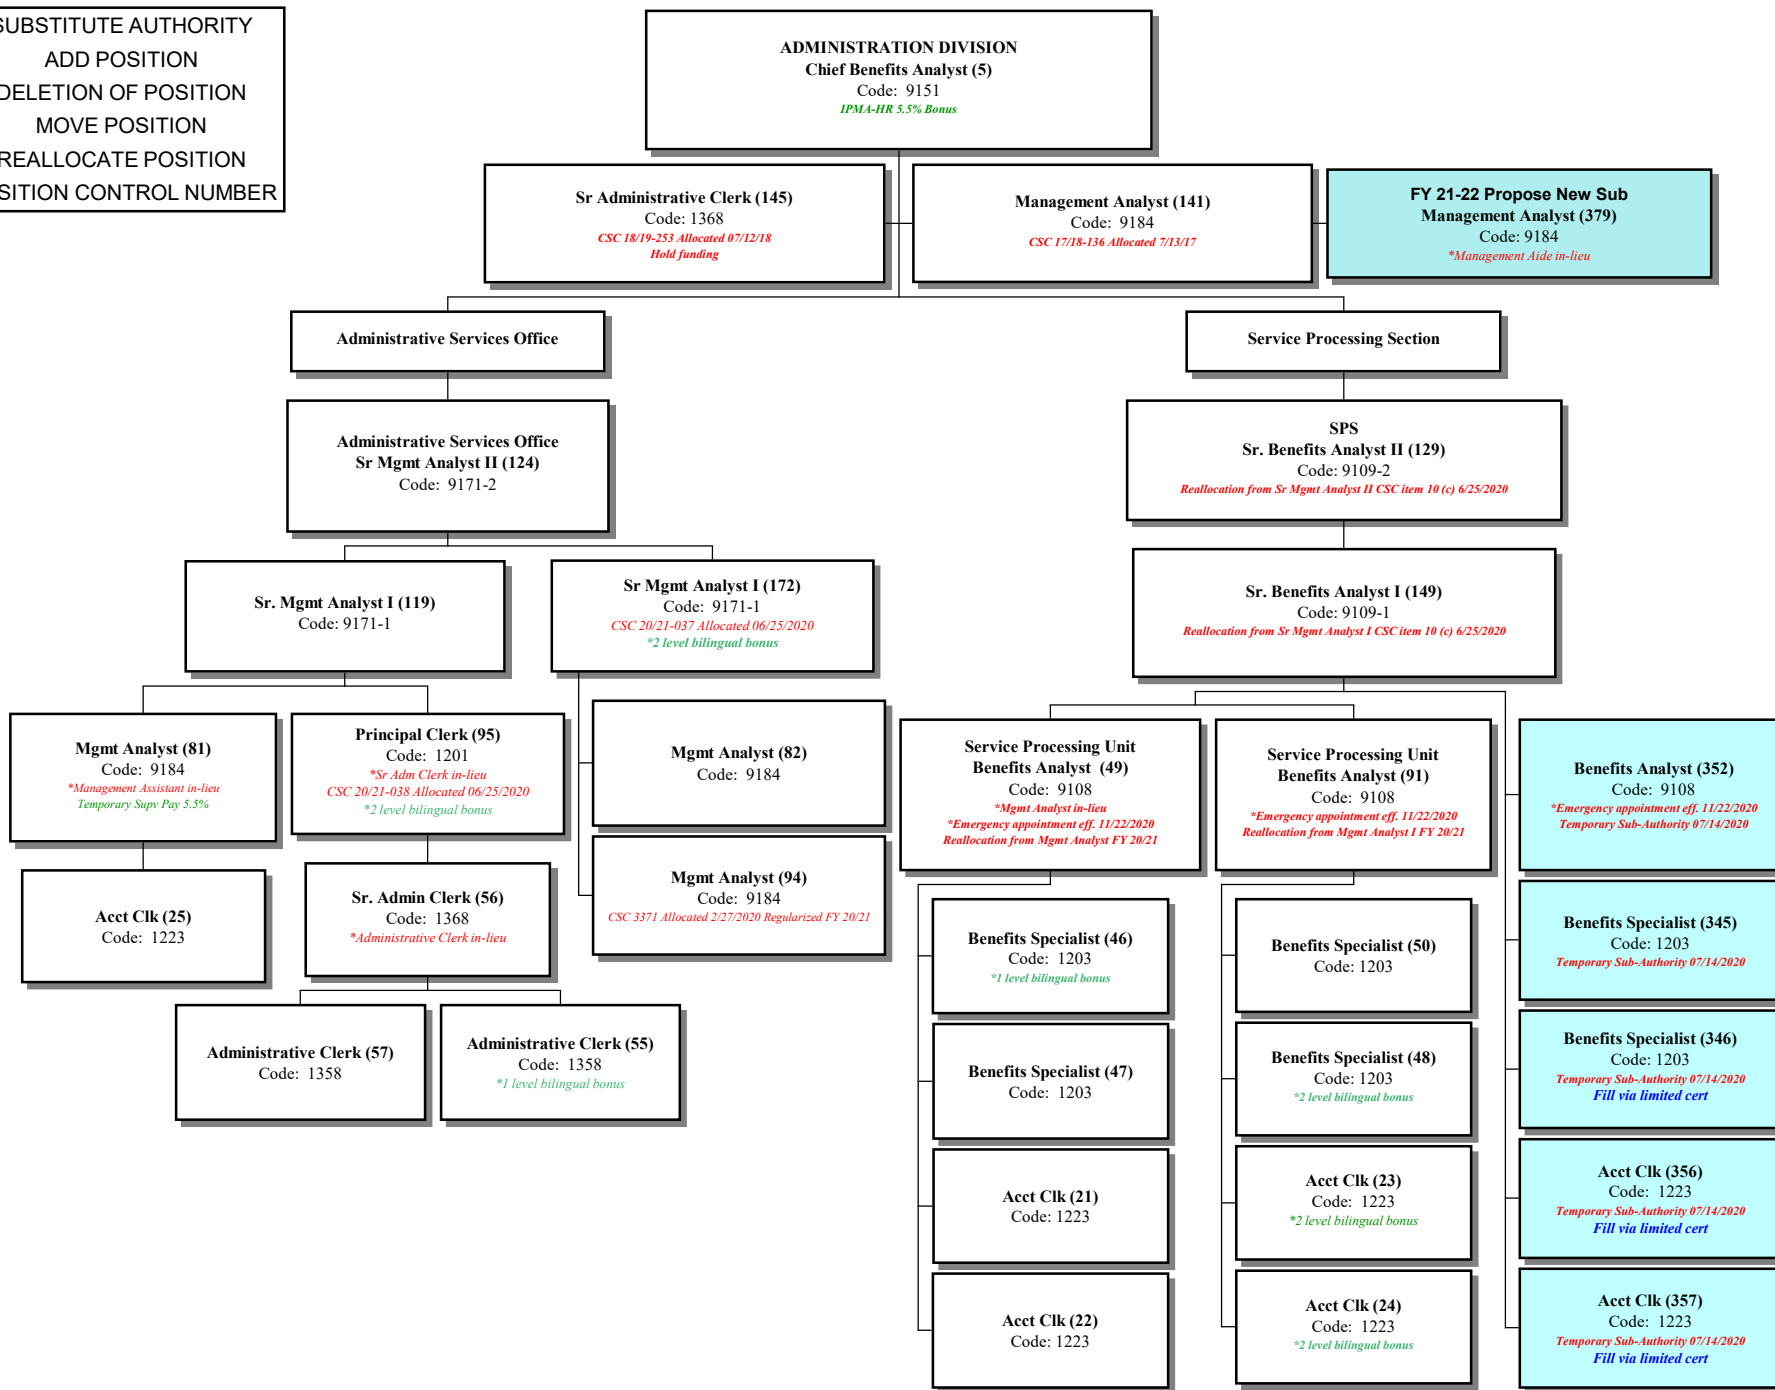 SUBSTITUTE AUTHORITY
ADD POSITION
DELETION OF POSITION
MOVE POSITION
REALLOCATE POSITION
SITION CONTROL NUMBER
ADMINISTRATION DIVISION
Chief Benefits Analyst (5)
Code: 9151
IPMA-HR 5.5% Bonus
Sr Administrative Clerk (145)
Code: 1368
CSC 18/19-253 Allocated 07/12/18
Hold funding
Management Analyst (141)
Code: 9184
CSC 17/18-136 Allocated 7/13/17
FY 21-22 Propose New Sub
Management Analyst (379)
Code: 9184
*Management Aide in-lieu
Administrative Services Office
Service Processing Section
Administrative Services Office
Sr Mgmt Analyst II (124)
Code: 9171-2
SPS
Sr. Benefits Analyst II (129)
Code: 9109-2
Reallocation from Sr Mgmt Analyst II CSC item 10 (c) 6/25/2020
Sr. Mgmt Analyst I (119)
Code: 9171-1
Sr Mgmt Analyst I (172)
Code: 9171-1
CSC 20/21-037 Allocated 06/25/2020
*2 level bilingual bonus
Sr. Benefits Analyst I (149)
Code: 9109-1
Reallocation from Sr Mgmt Analyst I CSC item 10 (c) 6/25/2020
Mgmt Analyst (81)
Code: 9184
*Management Assistant in-lieu
Temporary Supv Pay 5.5%
Principal Clerk (95)
Code: 1201
*Sr Adm Clerk in-lieu
CSC 20/21-038 Allocated 06/25/2020
*2 level bilingual bonus
Mgmt Analyst (82)
Code: 9184
Mgmt Analyst (94)
Code: 9184
CSC 3371 Allocated 2/27/2020 Regularized FY 20/21
Acct Clk (25)
Code: 1223
Sr. Admin Clerk (56)
Code: 1368
*Administrative Clerk in-lieu
Administrative Clerk (57)
Code: 1358
Administrative Clerk (55)
Code: 1358
*1 level bilingual bonus
Service Processing Unit
Benefits Analyst (49)
Code: 9108
*Mgmt Analyst in-lieu
*Emergency appointment eff. 11/22/2020
Reallocation from Mgmt Analyst FY 20/21
Service Processing Unit
Benefits Analyst (91)
Code: 9108
*Emergency appointment eff. 11/22/2020
Reallocation from Mgmt Analyst I FY 20/21
Benefits Analyst (352)
Code: 9108
*Emergency appointment eff. 11/22/2020
Temporary Sub-Authority 07/14/2020
Benefits Specialist (46)
Code: 1203
*1 level bilingual bonus
Benefits Specialist (47)
Code: 1203
Acct Clk (21)
Code: 1223
Acct Clk (22)
Code: 1223
Benefits Specialist (50)
Code: 1203
Benefits Specialist (48)
Code: 1203
*2 level bilingual bonus
Acct Clk (23)
Code: 1223
*2 level bilingual bonus
Acct Clk (24)
Code: 1223
*2 level bilingual bonus
Benefits Specialist (345)
Code: 1203
Temporary Sub-Authority 07/14/2020
Benefits Specialist (346)
Code: 1203
Temporary Sub-Authority 07/14/2020
Fill via limited cert
Acct Clk (356)
Code: 1223
Temporary Sub-Authority 07/14/2020
Fill via limited cert
Acct Clk (357)
Code: 1223
Temporary Sub-Authority 07/14/2020
Fill via limited cert